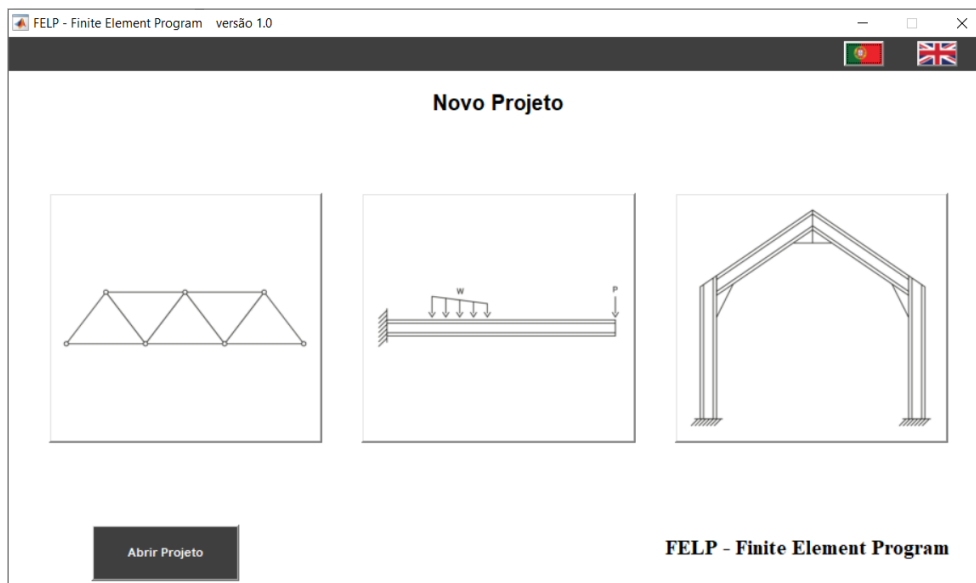 FELP - Finite Element Program versão 1.0
Novo Projeto
W
P
Abrir Projeto
FELP - Finite Element Program